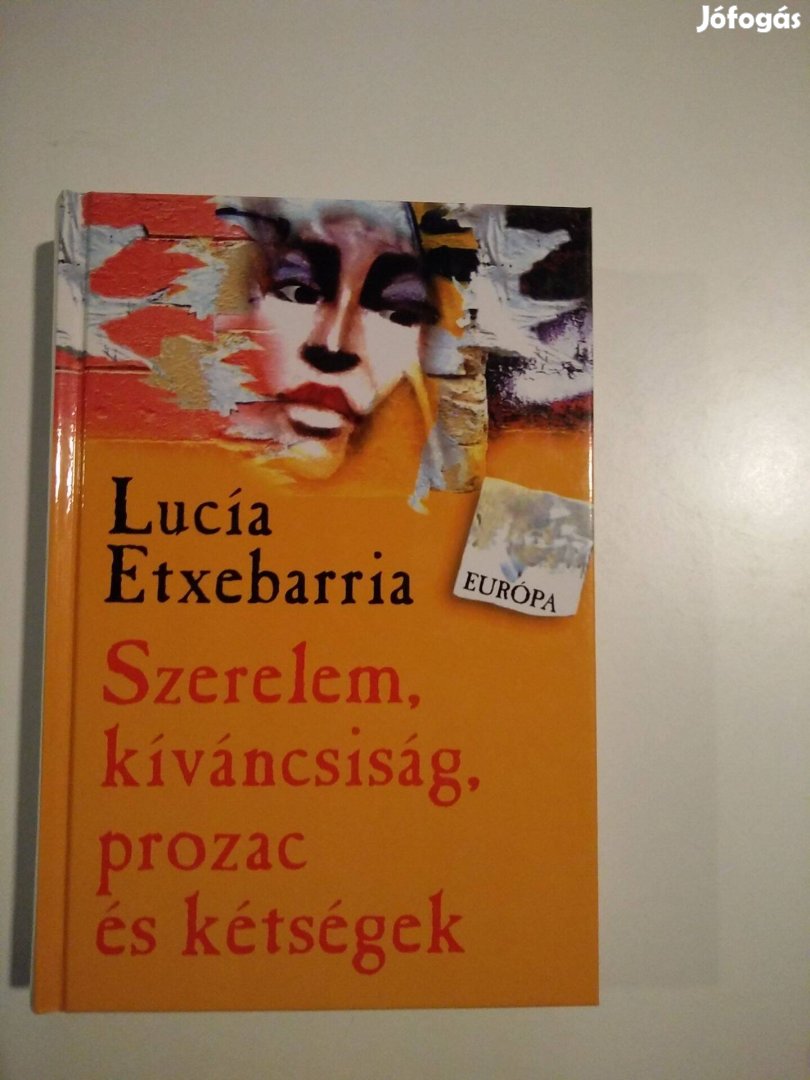 Jófogás
Lucía
Etxebarria
EURÓPA
Szerelem,
kíváncsiság,
prozac
és kétségek